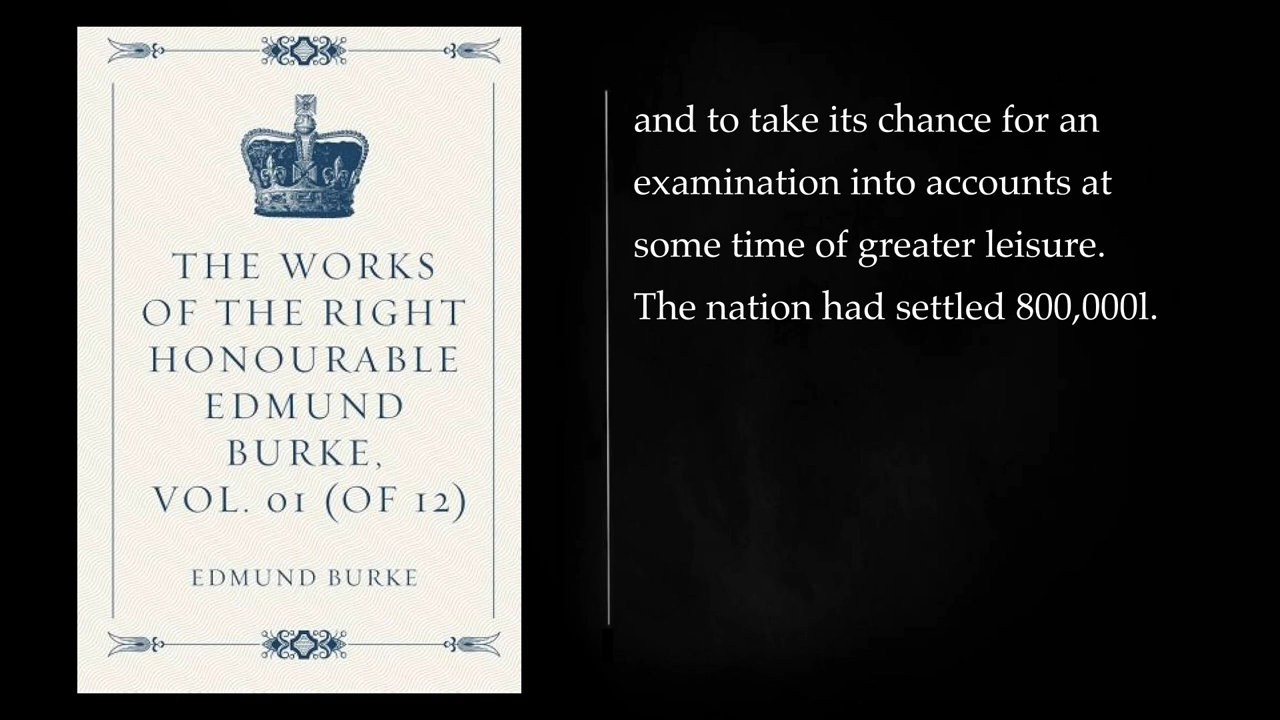 THE WORKS
OF THE RIGHT
HONOURABLE
EDMUND
BURKE,
VOL. 01 (OF 12)
EDMUND BURKE
and to take its chance for an
examination into accounts at
some time of greater leisure.
The nation had settled 800,000l.